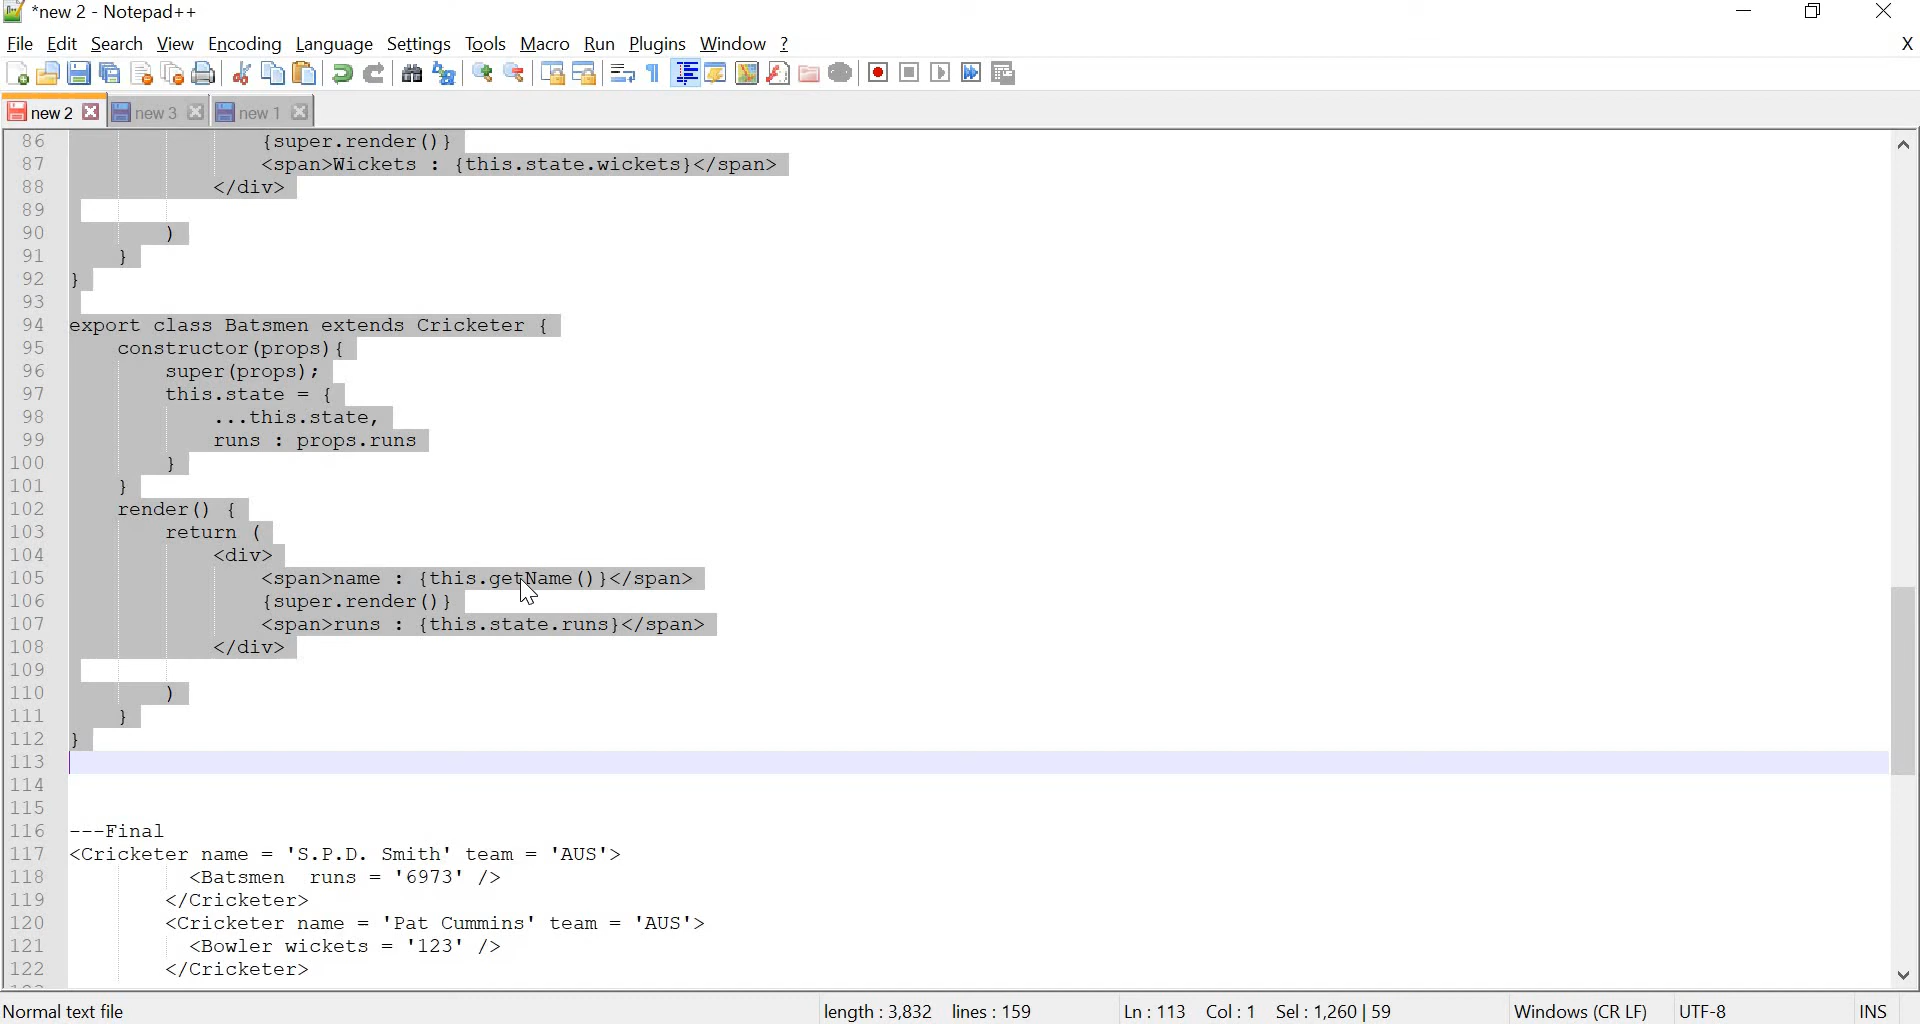 *new 2 - Notepad++
File Edit Search View Encoding Language Settings Tools Macro Run Plugins Window ? X
new 2 new 3 new 1
86 {super.render()}
87 <span>Wickets : {this.state.wickets}</span>
88 </div>
89
90 )
91 }
92 }
93
94 export class Batsmen extends Cricketer {
95 constructor(props){
96 super(props);
97 this.state = {
98 ...this.state,
99 runs : props.runs
100 }
101 }
102 render() {
103 return (
104 <div>
105 <span>name : {this.getName()}</span>
106 {super.render()}
107 <span>runs : {this.state.runs}</span>
108 </div>
109
110 )
111 }
112 }
113
114
115
116 ---Final
117 <Cricketer name = 'S.P.D. Smith' team = 'AUS'>
118 <Batsmen runs = '6973' />
119 </Cricketer>
120 <Cricketer name = 'Pat Cummins' team = 'AUS'>
121 <Bowler wickets = '123' />
122 </Cricketer>
Normal text file length : 3,832 lines : 159 Ln : 113 Col : 1 Sel : 1,260 | 59 Windows (CR LF) UTF-8 INS